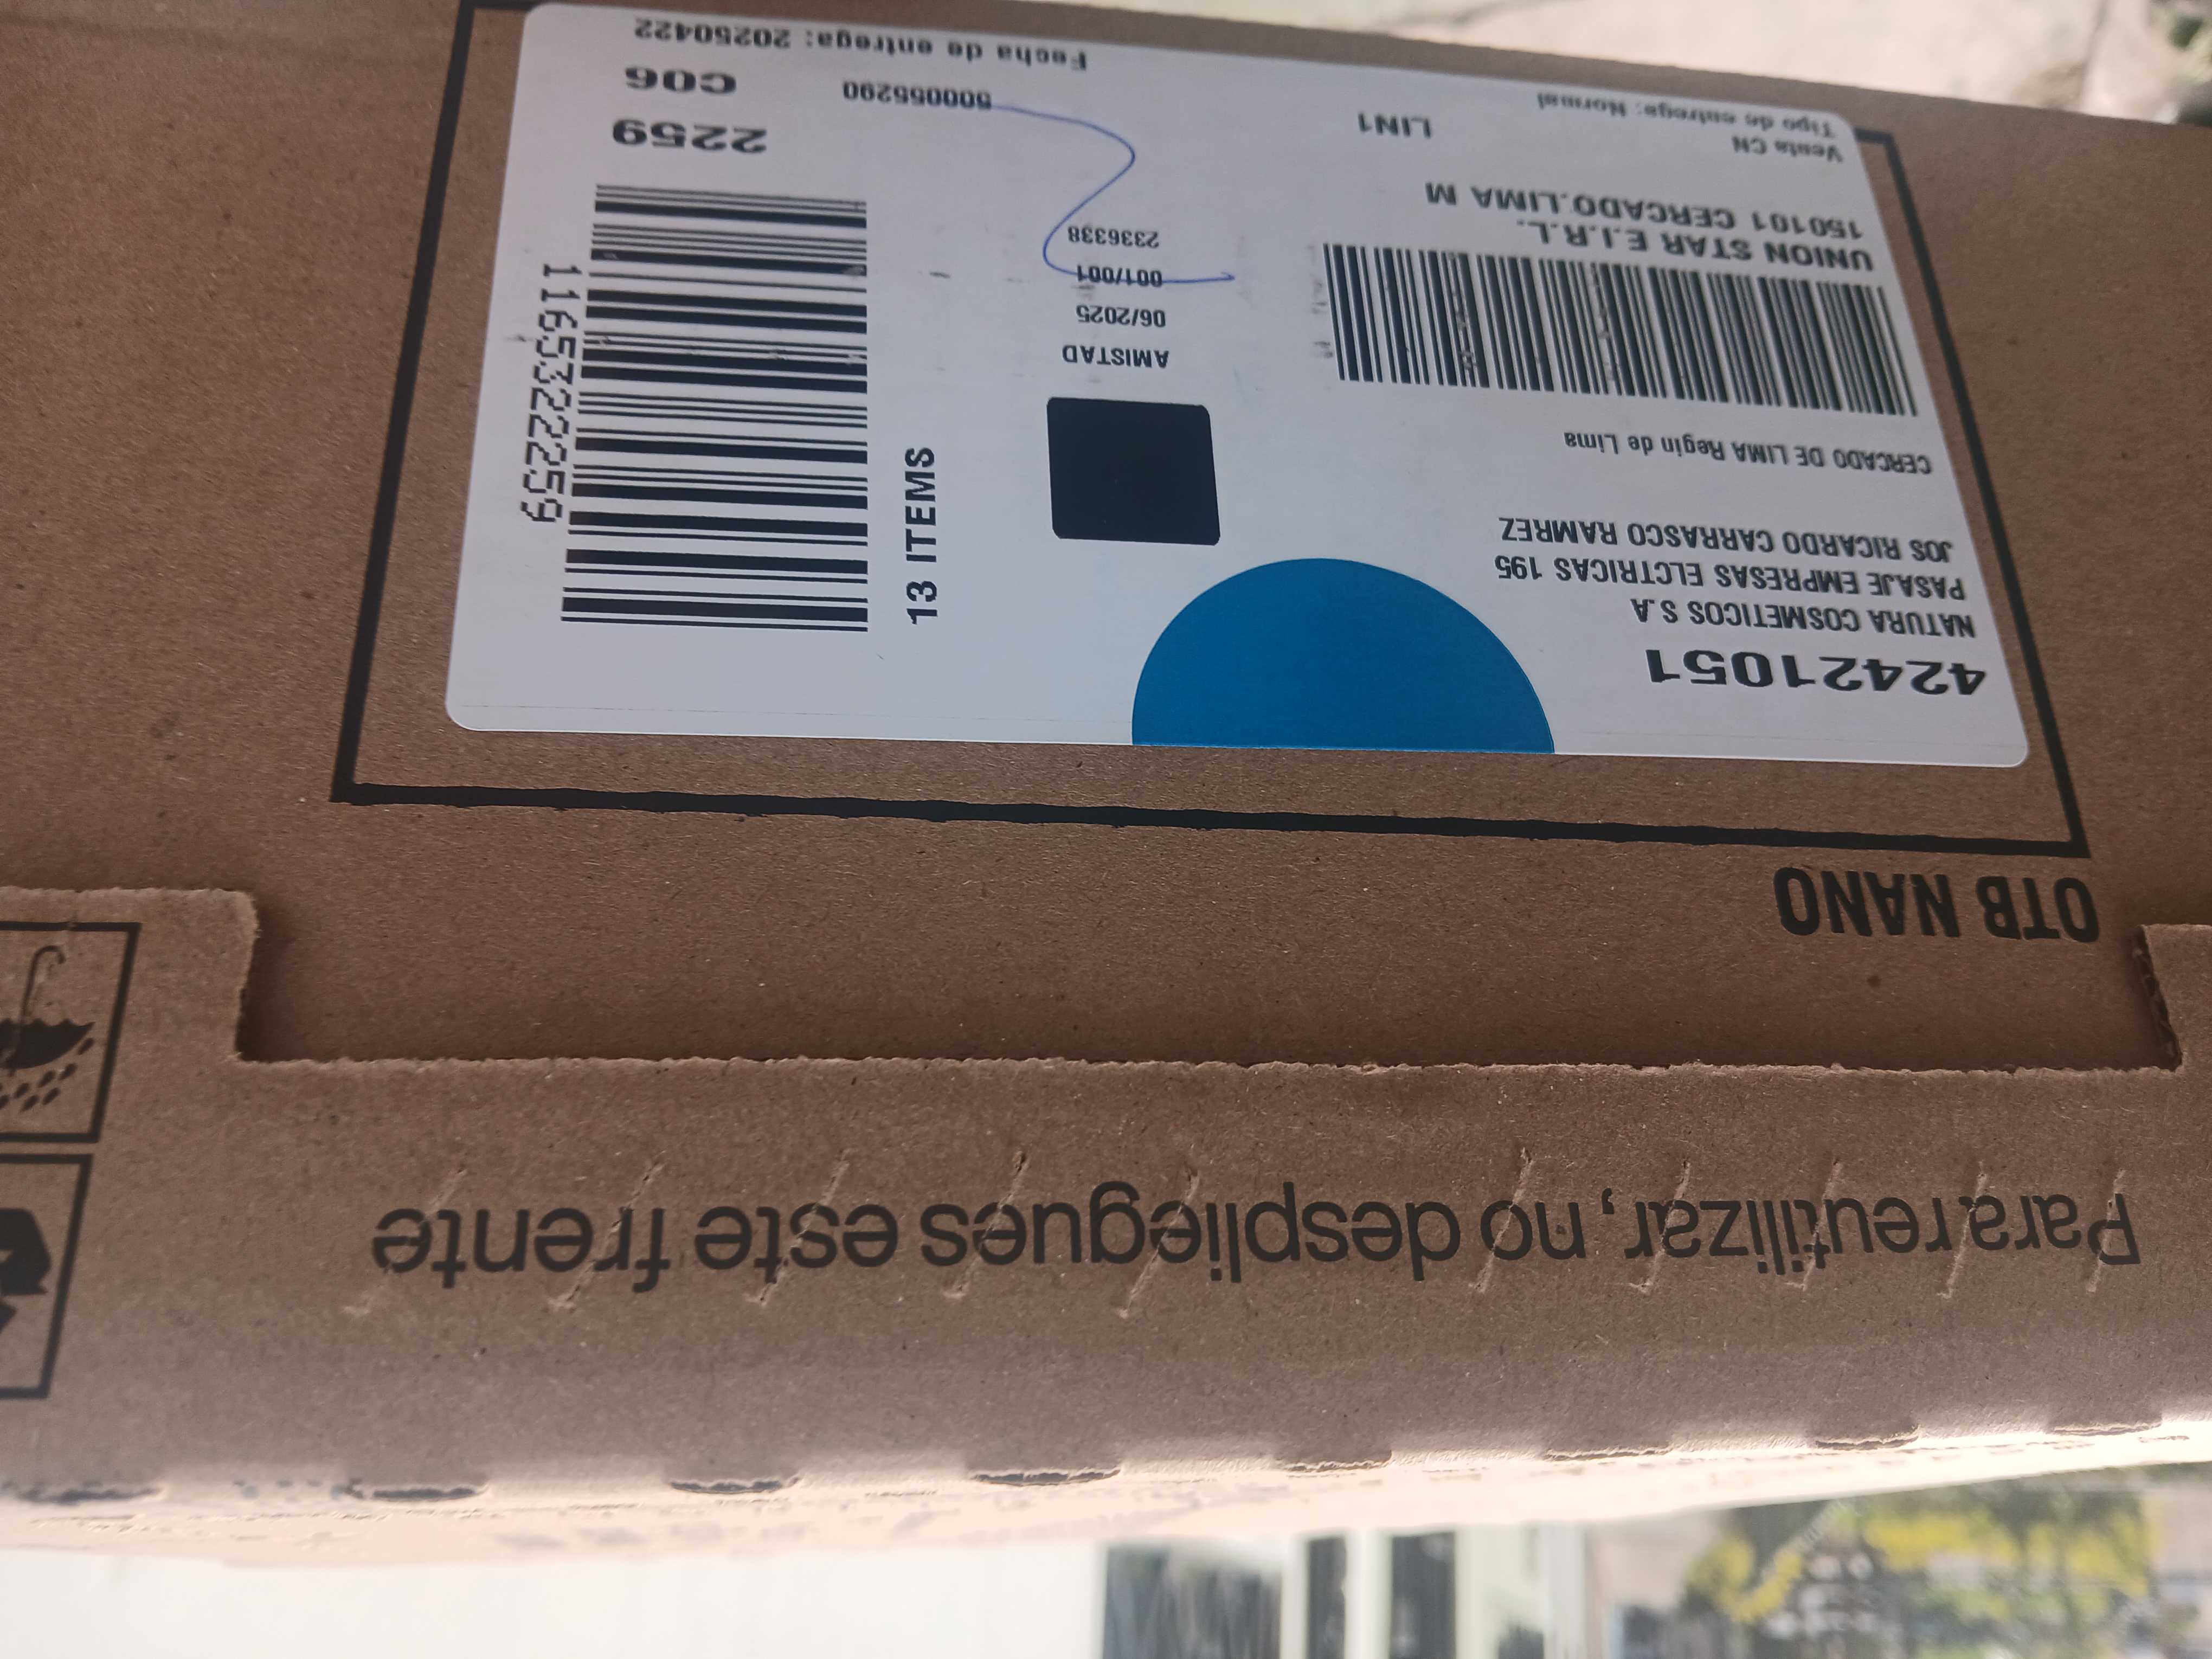 Para reutilizar, no despliegues este frente
OTB NANO
42421051
NATURA COSMETICOS S.A
PASAJE EMPRESAS ELCTRICAS 195
JOS RICARDO CARRASCO RAMREZ
CERCADO DE LIMA Regin de Lima
UNION STAR E.I.R.L.
150101 CERCADO.LIMA M
Venta CN
Tipo de entrega: Normal
LIN1
AMISTAD
06/2025
001/001
2336338
500055290
13 ITEMS
1165322259
2259
C06
Fecha de entrega: 20250422